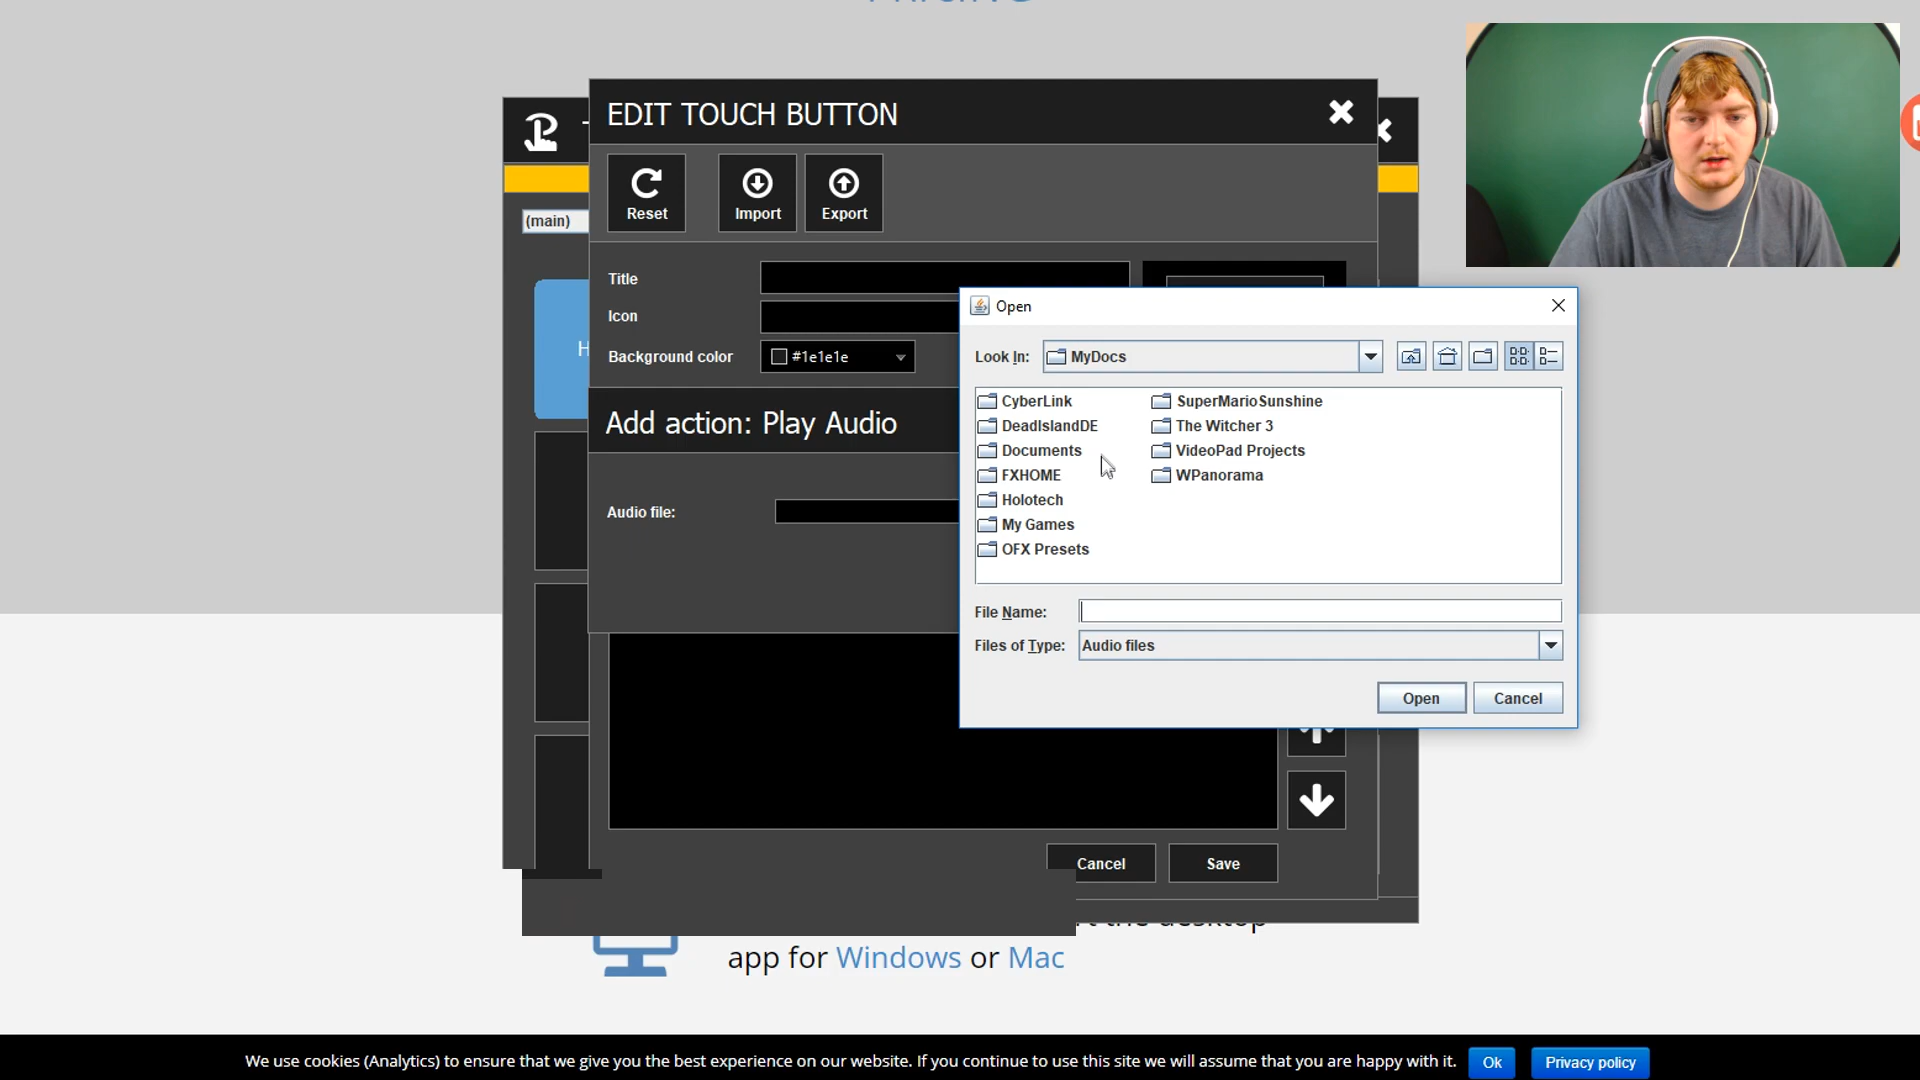 EDIT TOUCH BUTTON
Reset
Import
Export
(main)
Title
Icon
Background color
#1e1e1e
H
Add action: Play Audio
Audio file:
Open
Look In:
MyDocs
CyberLink
DeadIslandDE
Documents
FXHOME
Holotech
My Games
OFX Presets
SuperMarioSunshine
The Witcher 3
VideoPad Projects
WPanorama
File Name:
Files of Type:
Audio files
Open
Cancel
Cancel
Save
the desktop
app for Windows or Mac
We use cookies (Analytics) to ensure that we give you the best experience on our website. If you continue to use this site we will assume that you are happy with it.
Ok
Privacy policy